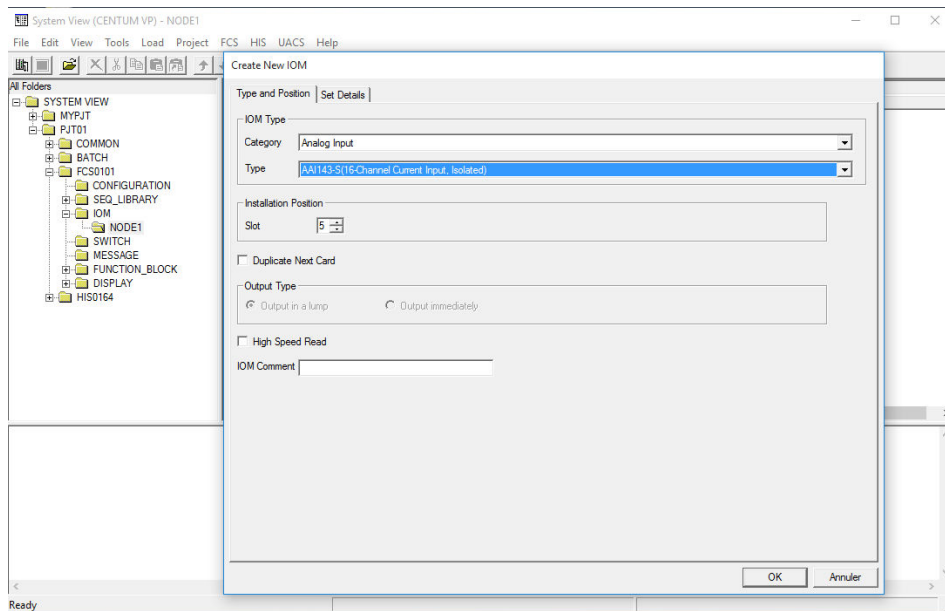 System View (CENTUM VP) - NODE1
File Edit View Tools Load Project FCS HIS UACS Help
All Folders
SYSTEM VIEW
MYPJT
PJT01
COMMON
BATCH
FCS0101
CONFIGURATION
SEQ_LIBRARY
IOM
NODE1
SWITCH
MESSAGE
FUNCTION_BLOCK
DISPLAY
HIS0164
Create New IOM
Type and Position Set Details
IOM Type
Category Analog Input
Type AAI143-S(16-Channel Current Input, Isolated)
Installation Position
Slot 5
Duplicate Next Card
Output Type
Output in a lump Output immediately
High Speed Read
IOM Comment
OK Annuler
Ready